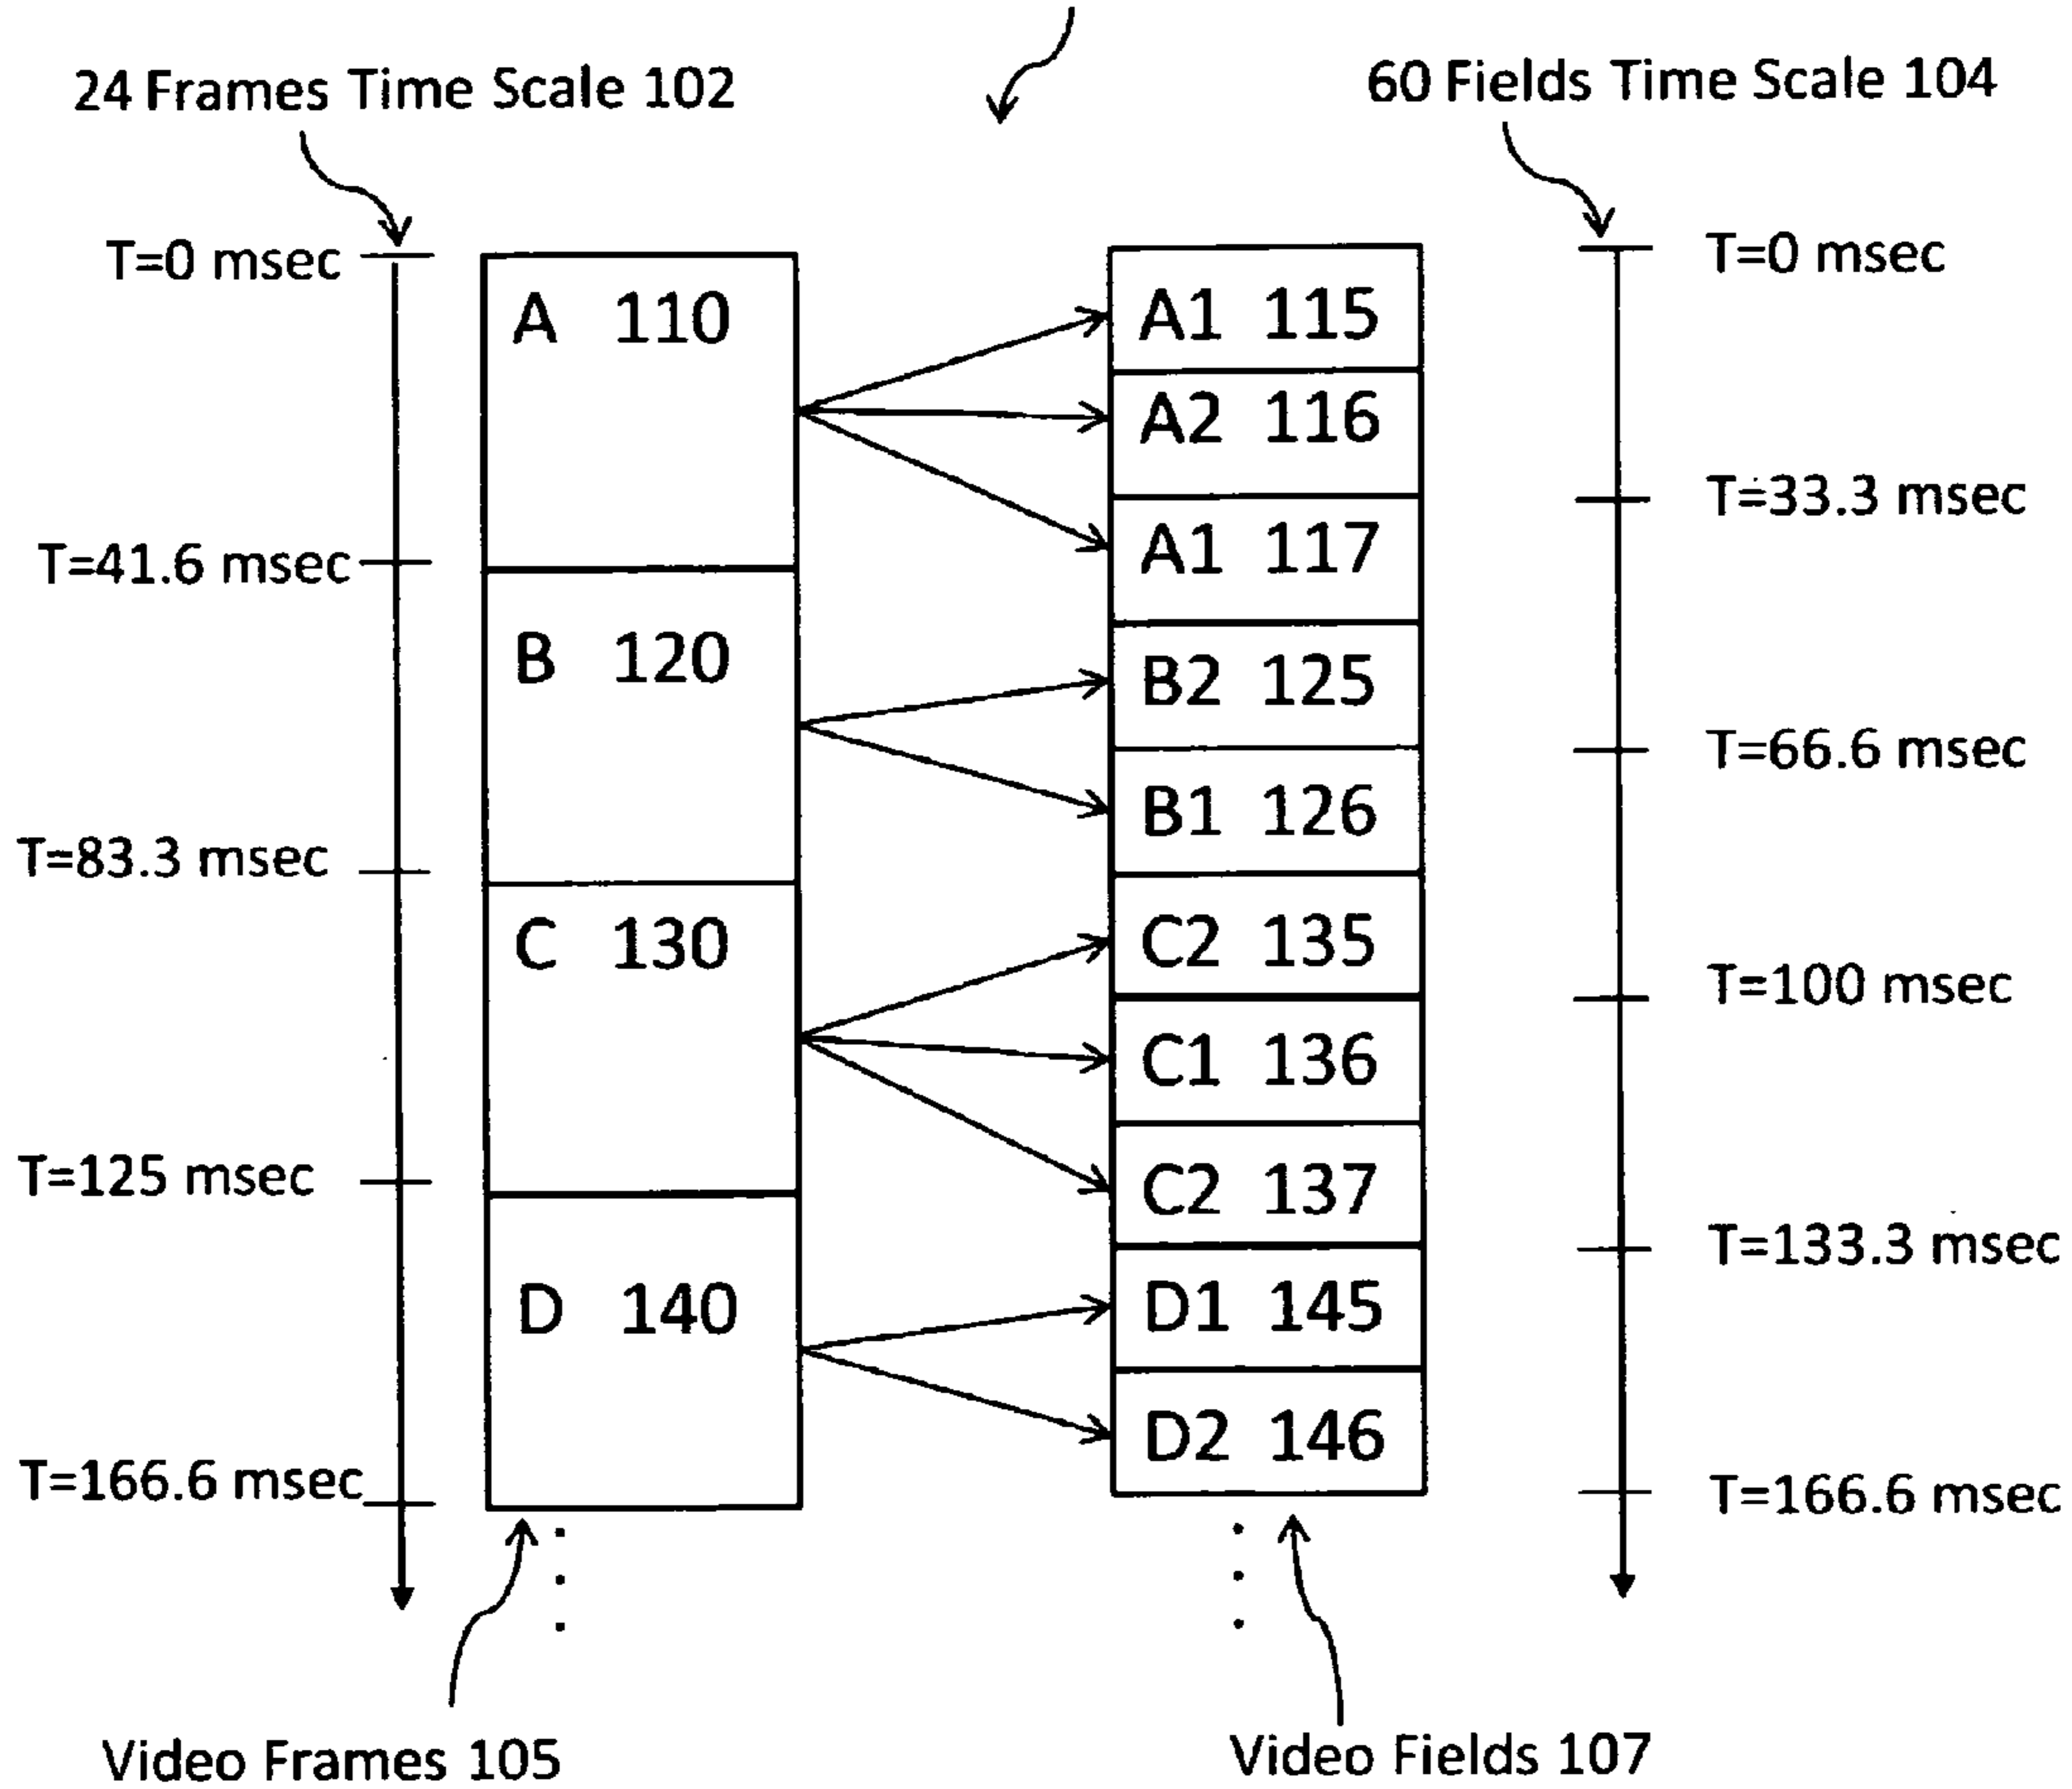 24 Frames Time Scale 102
60 Fields Time Scale 104
T=0 msec
T=41.6 msec
T=83.3 msec
T=125 msec
T=166.6 msec
A 110
B 120
C 130
D 140
A1 115
A2 116
A1 117
B2 125
B1 126
C2 135
C1 136
C2 137
D1 145
D2 146
T=0 msec
T=33.3 msec
T=66.6 msec
T=100 msec
T=133.3 msec
T=166.6 msec
Video Frames 105
Video Fields 107